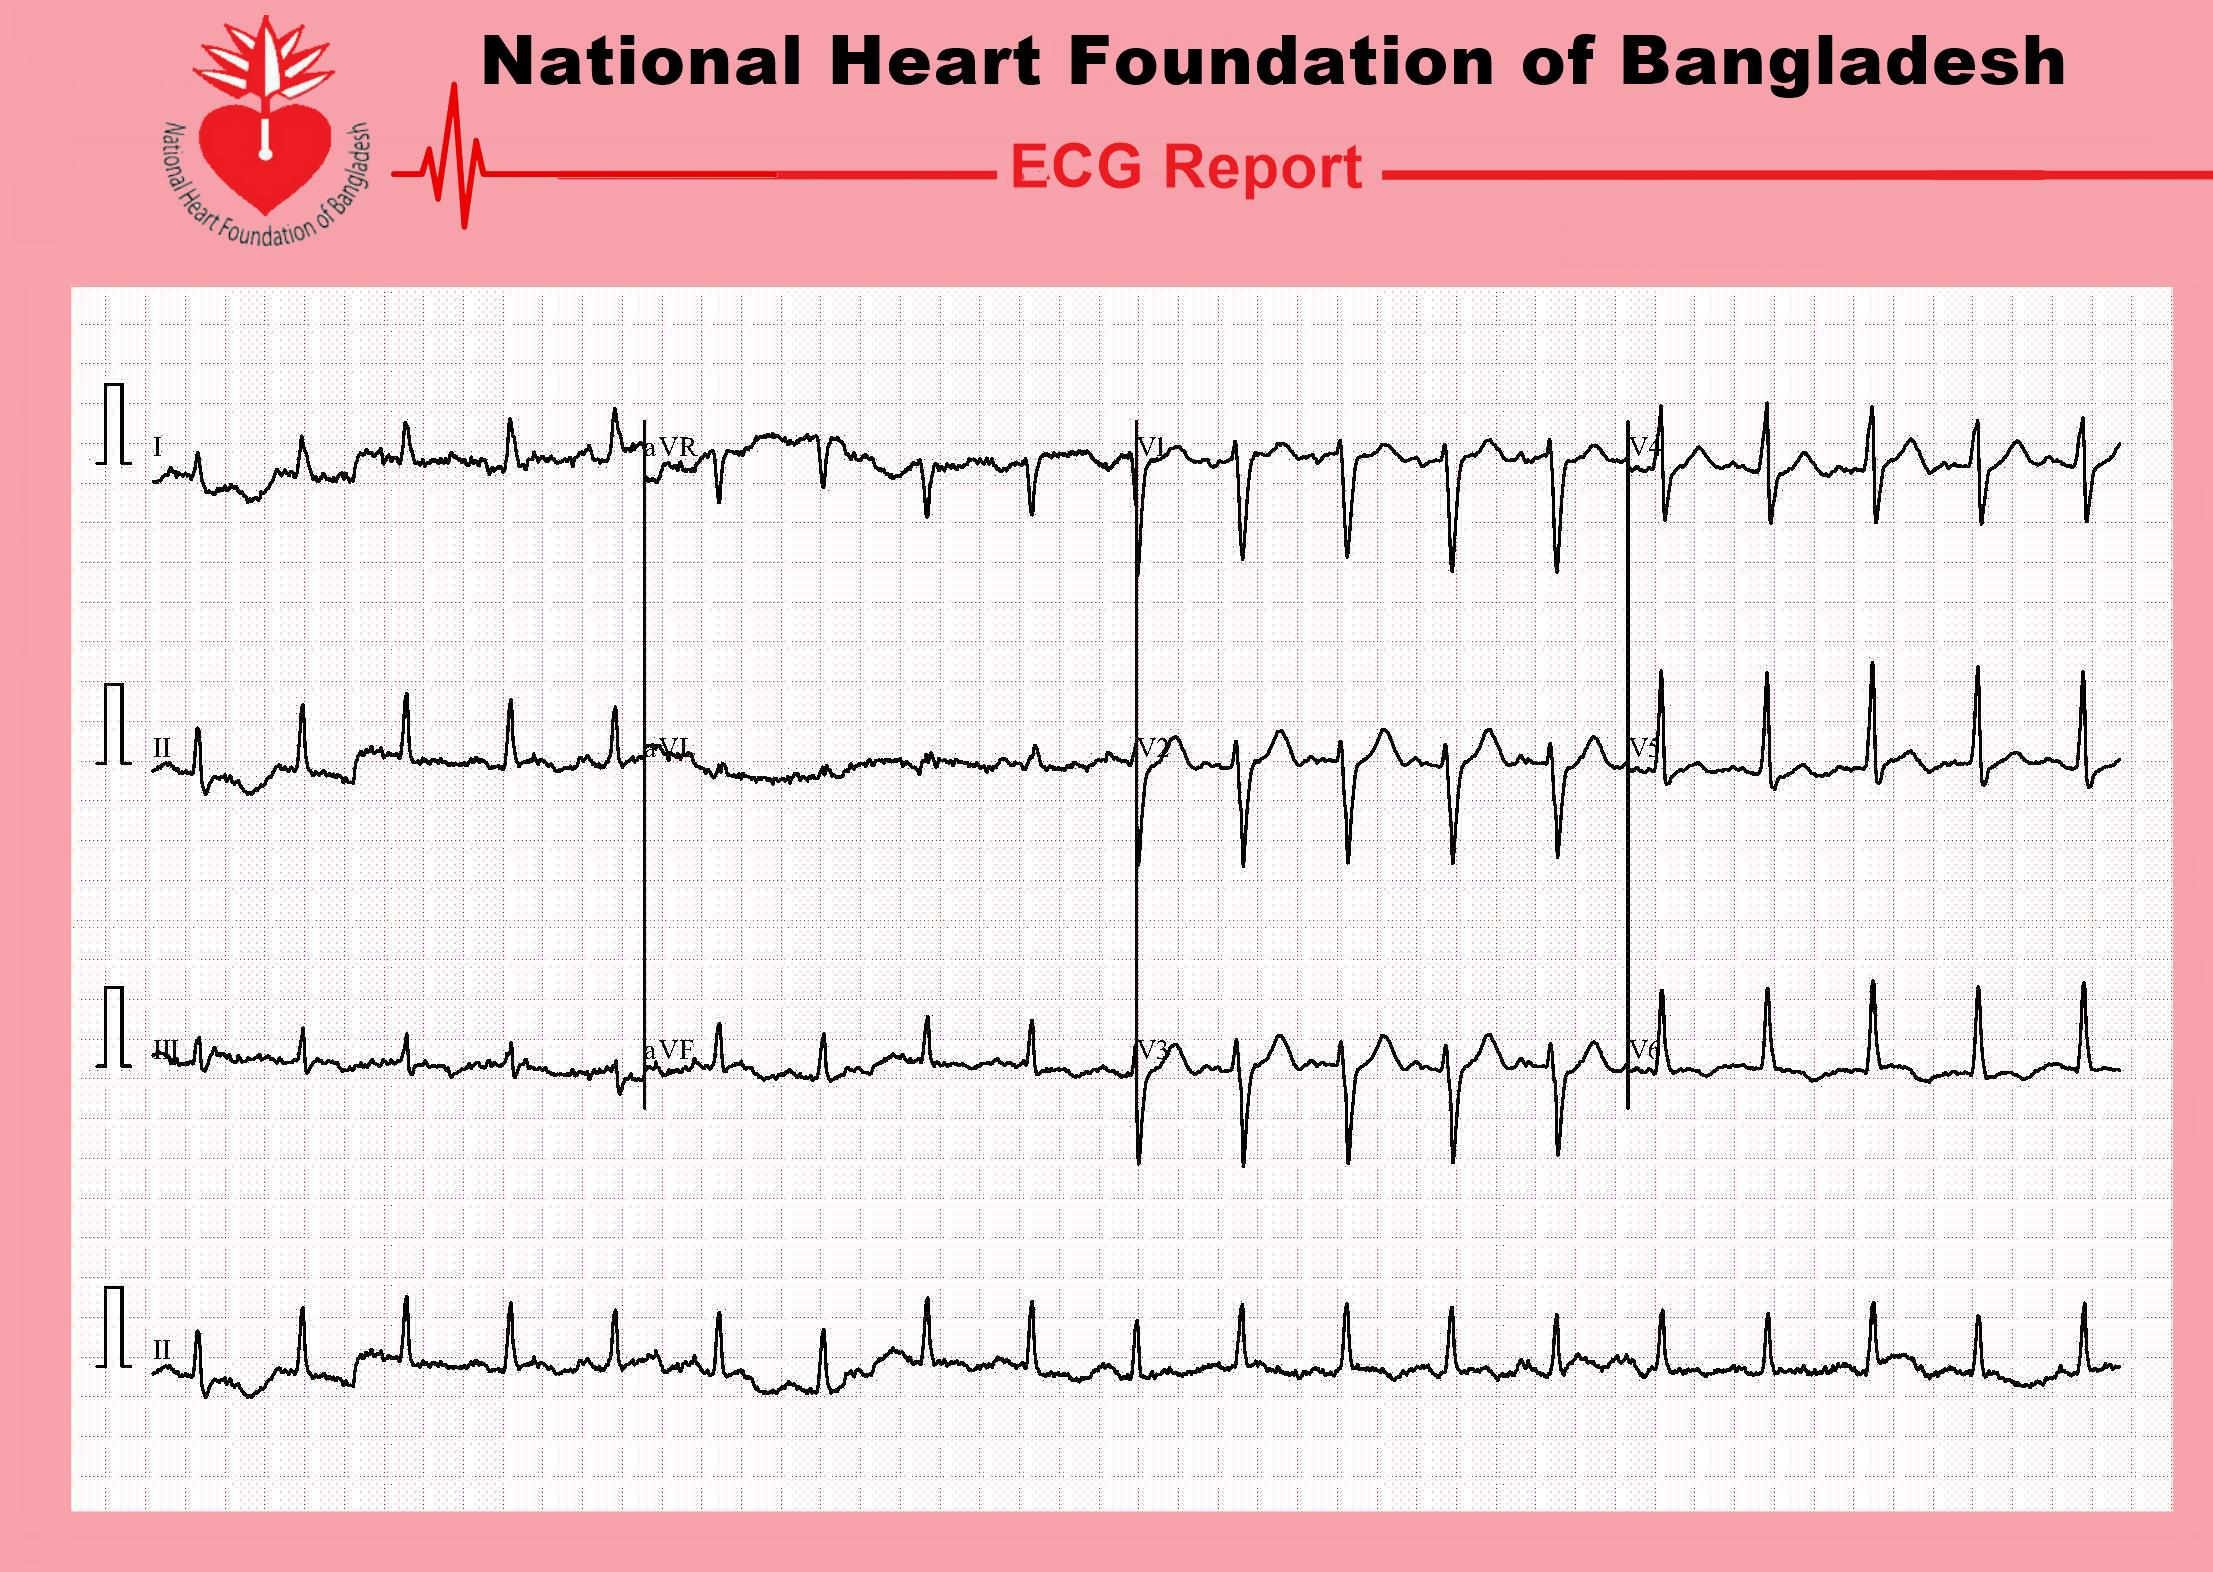 National Heart Foundation of Bangladesh
National Heart Foundation of Bangladesh
ECG Report
I
aVR
V1
V4
II
aVL
V2
V5
III
aVF
V3
V6
II